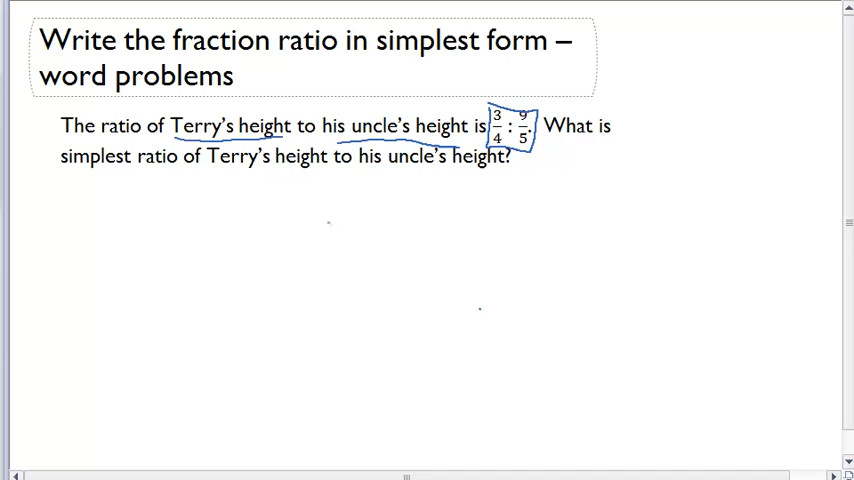 Write the fraction ratio in simplest form –
word problems
The ratio of Terry's height to his uncle's height is 3/4 : 9/5. What is
simplest ratio of Terry's height to his uncle's height?